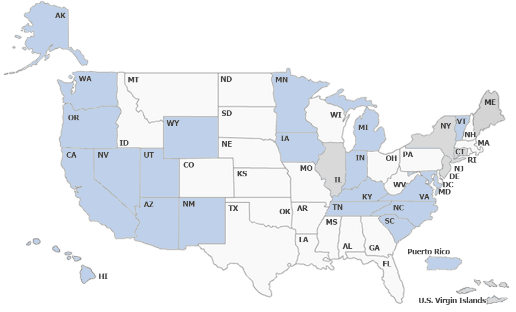 AK
WA
MT
ND
MN
ME
OR
ID
WY
SD
WI
MI
NY
VT
NH
MA
CT
RI
CA
NV
UT
CO
NE
IA
IL
IN
OH
PA
NJ
DE
DC
MD
KS
MO
KY
WV
VA
AZ
NM
TX
OK
AR
TN
NC
SC
LA
MS
AL
GA
FL
HI
Puerto Rico
U.S. Virgin Islands